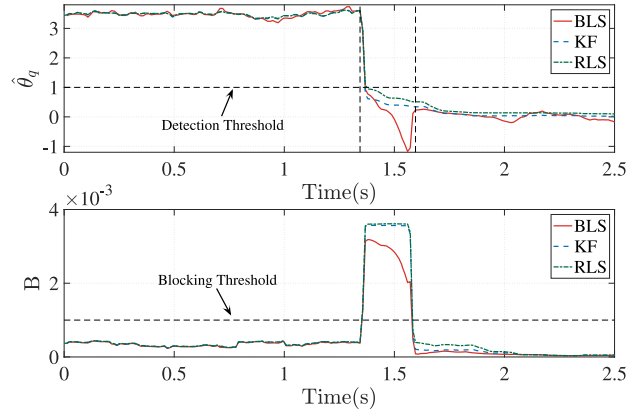 3
2
1
0
-1
θ̂_q
Detection Threshold
BLS
KF
RLS
0
0.5
1
1.5
2
2.5
Time(s)
×10⁻³
4
2
0
B
Blocking Threshold
BLS
KF
RLS
0
0.5
1
1.5
2
2.5
Time(s)